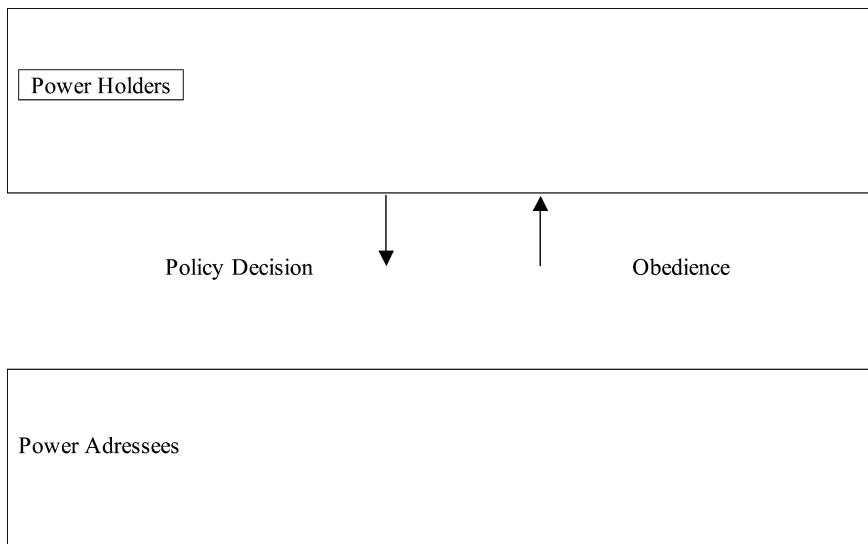 Power Holders
Policy Decision
Obedience
Power Adressees